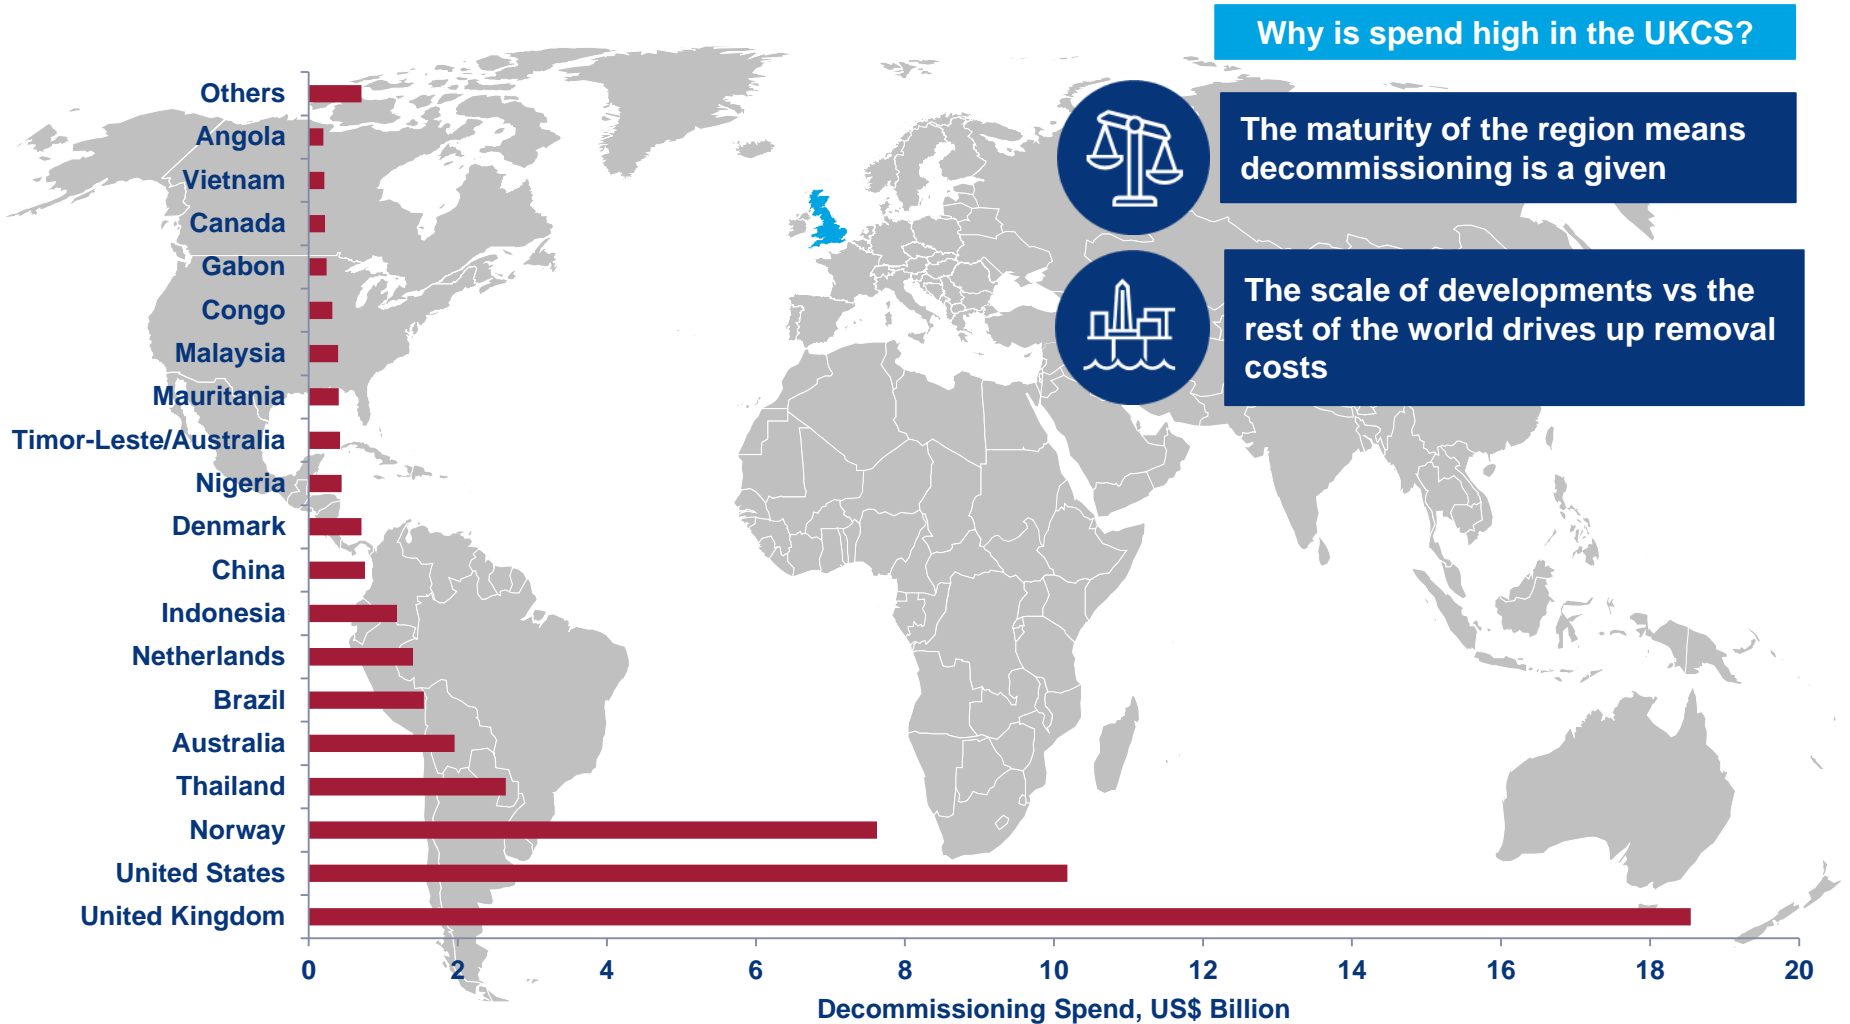 Why is spend high in the UKCS?
The maturity of the region means
decommissioning is a given
The scale of developments vs the
rest of the world drives up removal
costs
Others
Angola
Vietnam
Canada
Gabon
Congo
Malaysia
Mauritania
Timor-Leste/Australia
Nigeria
Denmark
China
Indonesia
Netherlands
Brazil
Australia
Thailand
Norway
United States
United Kingdom
0 2 4 6 8 10 12 14 16 18 20
Decommissioning Spend, US$ Billion